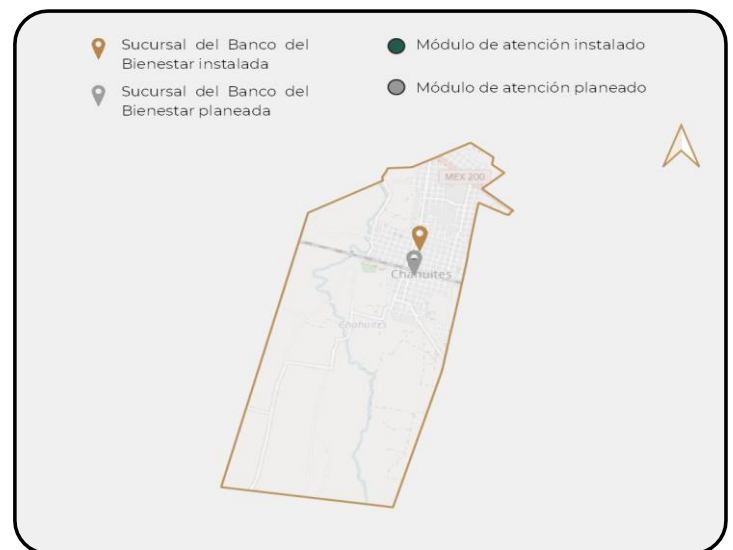 Sucursal del Banco del
Bienestar instalada
Sucursal del Banco del
Bienestar planeada
Módulo de atención instalado
Módulo de atención planeado
MEX 200
Chahuites
Chahuites